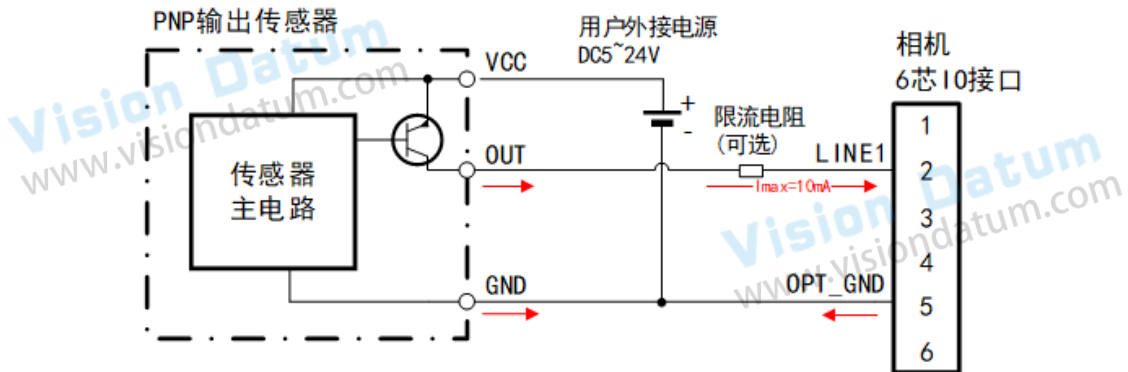 PNP输出传感器
VCC
用户外接电源
DC5~24V
相机
6芯IO接口
+
-
限流电阻
(可选)
传感器
主电路
OUT
LINE1
Imax=10mA
GND
OPT_GND
1
2
3
4
5
6
Vision Datum
www.visiondatum.com
Vision Datum
www.visiondatum.com